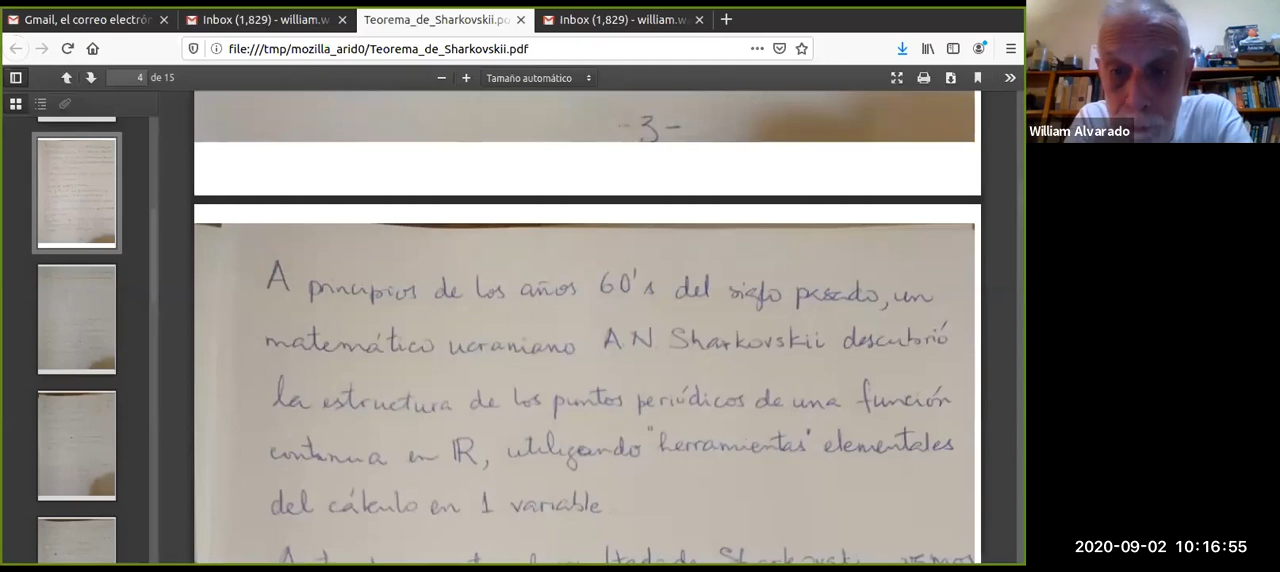 Gmail, el correo electrón
Inbox (1,829) - william.w
Teorema_de_Sharkovskii.pd
Inbox (1,829) - william.w
file:///tmp/mozilla_arid0/Teorema_de_Sharkovskii.pdf
4 de 15
Tamaño automático
William Alvarado
-3-
A principios de los años 60's del siglo pasado, un
matemático ucraniano A N Sharkovskii descubrió
la estructura de los puntos periódicos de una función
continua en ℝ, utilizando "herramientas" elementales
del cálculo en 1 variable
2020-09-02 10:16:55